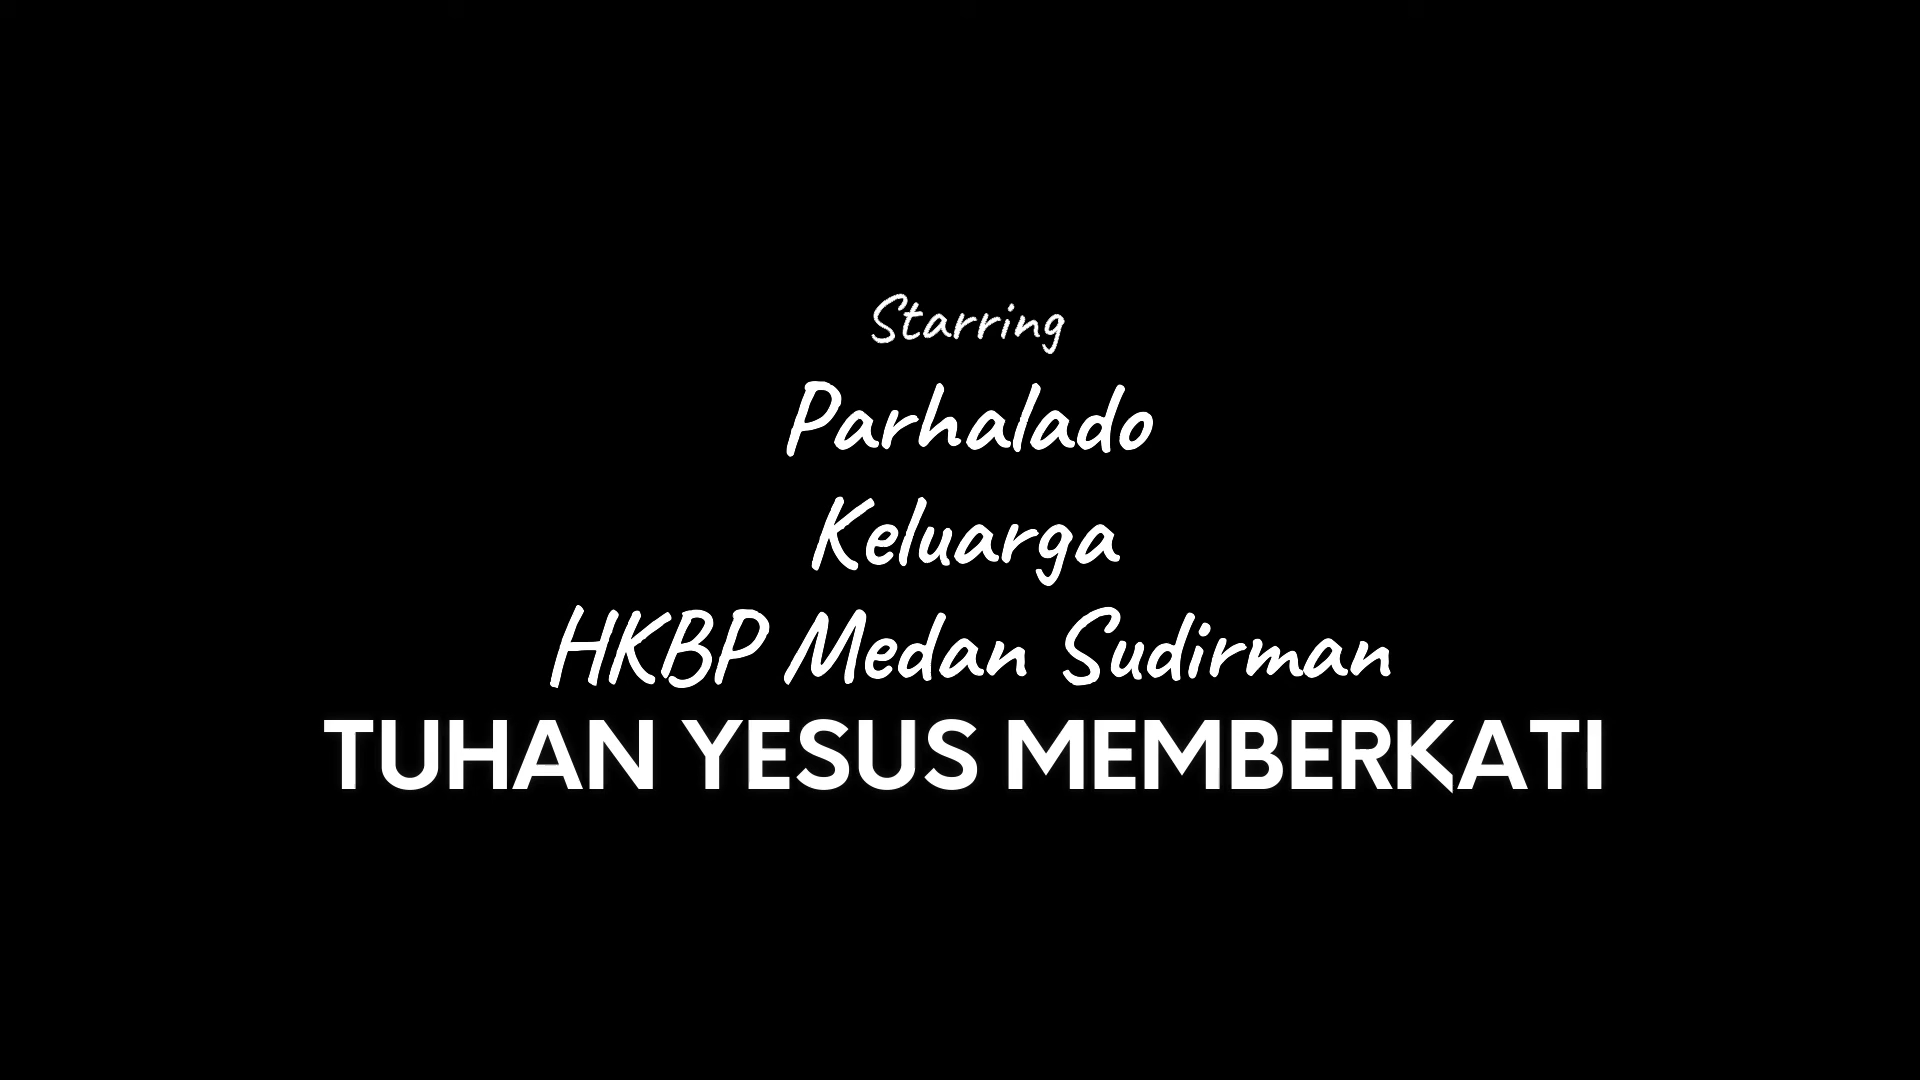 Starring
Parhalado
Keluarga
HKBP Medan Sudirman
TUHAN YESUS MEMBERKATI